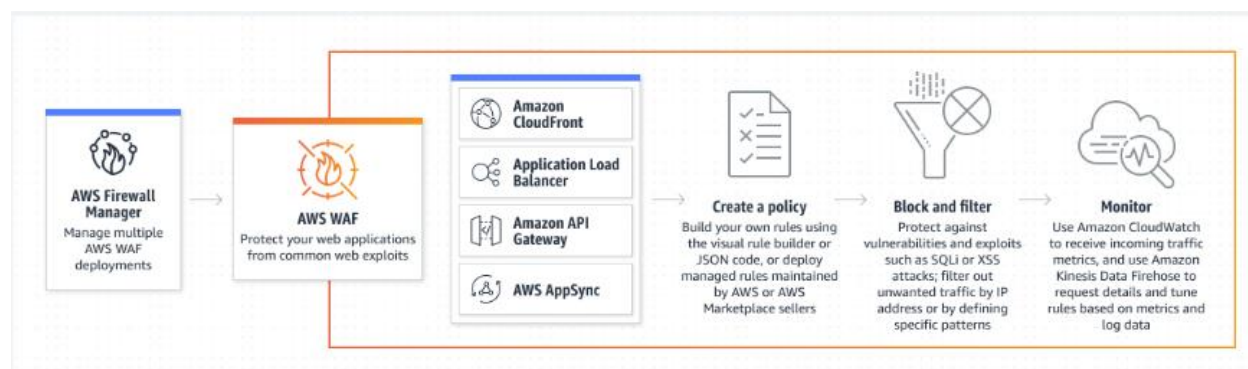 AWS Firewall
Manager
Manage multiple
AWS WAF
deployments
AWS WAF
Protect your web applications
from common web exploits
Amazon
CloudFront
Application Load
Balancer
Amazon API
Gateway
AWS AppSync
Create a policy
Build your own rules using
the visual rule builder or
JSON code, or deploy
managed rules maintained
by AWS or AWS
Marketplace sellers
Block and filter
Protect against
vulnerabilities and exploits
such as SQLi or XSS
attacks; filter out
unwanted traffic by IP
address or by defining
specific patterns
Monitor
Use Amazon CloudWatch
to receive incoming traffic
metrics, and use Amazon
Kinesis Data Firehose to
request details and tune
rules based on metrics and
log data